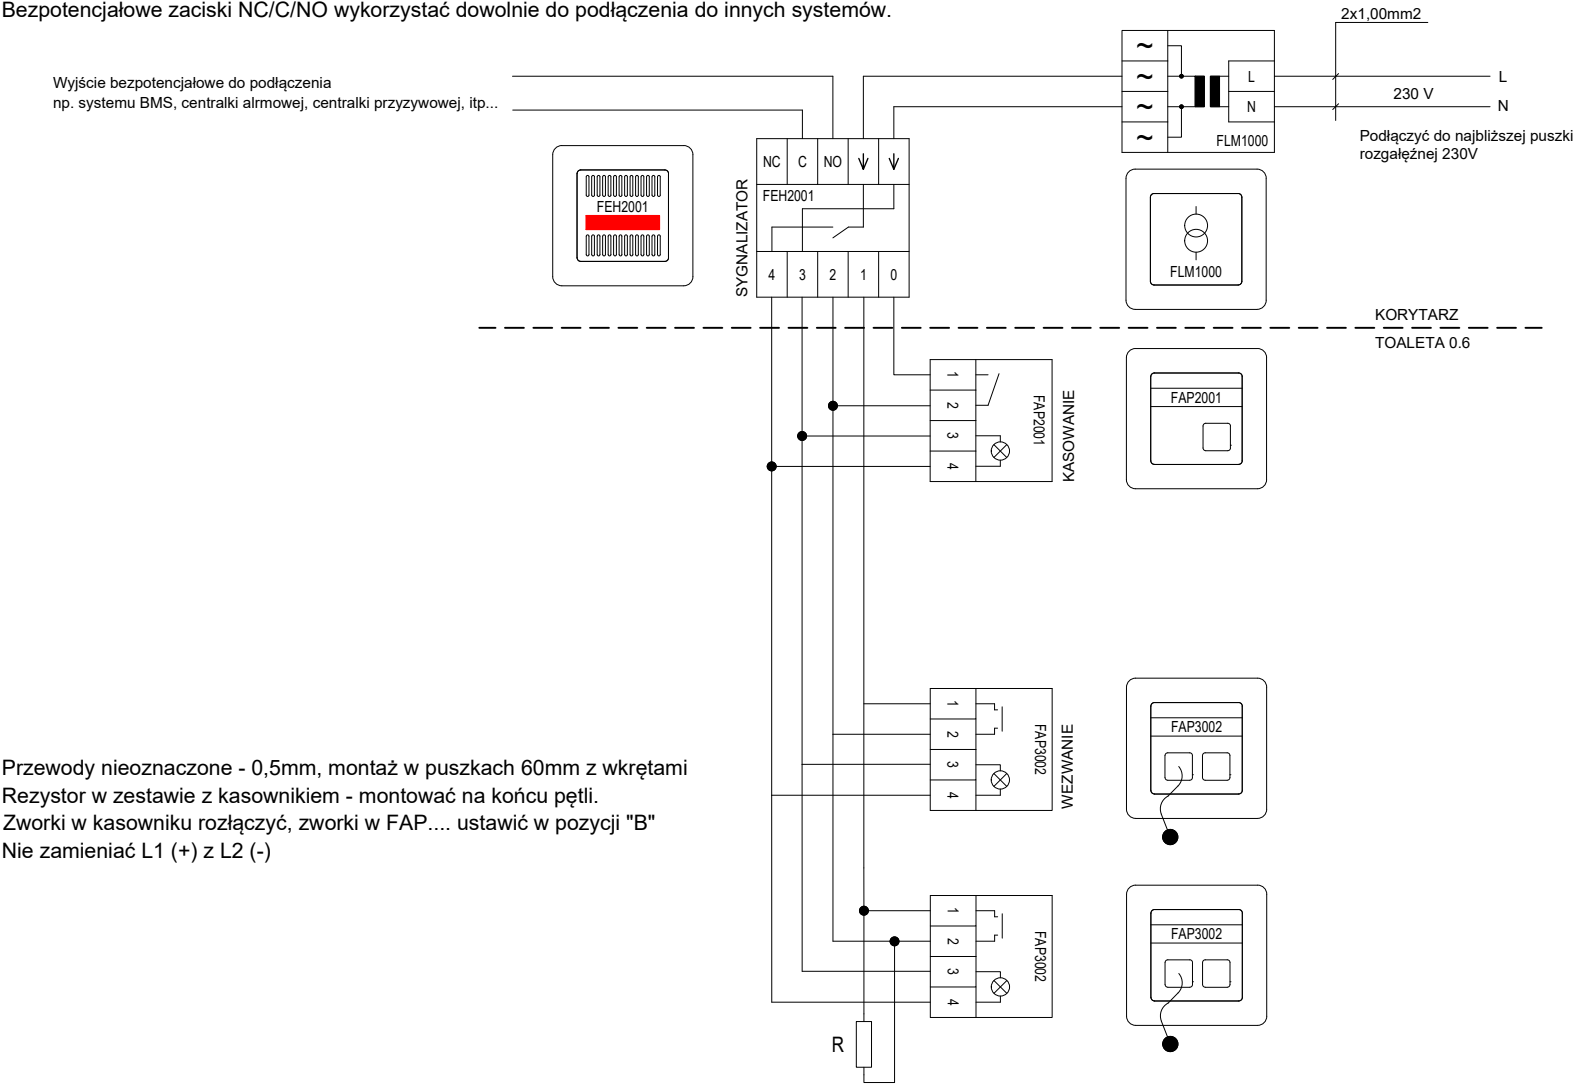 Bezpotencjałowe zaciski NC/C/NO wykorzystać dowolnie do podłączenia do innych systemów.
2x1,00mm2
Wyjście bezpotencjałowe do podłączenia
np. systemu BMS, centralki alrmowej, centralki przyzywowej, itp...
~
~
~
~
L
N
FLM1000
230 V
L
N
Podłączyć do najbliższej puszki
rozgałęźnej 230V
FEH2001
SYGNALIZATOR
NC C NO
FEH2001
4 3 2 1 0
FLM1000
KORYTARZ
TOALETA 0.6
1
2
3
4
FAP2001
KASOWANIE
FAP2001
1
2
3
4
FAP3002
WEZWANIE
FAP3002
Przewody nieoznaczone - 0,5mm, montaż w puszkach 60mm z wkrętami
Rezystor w zestawie z kasownikiem - montować na końcu pętli.
Zworki w kasowniku rozłączyć, zworki w FAP.... ustawić w pozycji "B"
Nie zamieniać L1 (+) z L2 (-)
1
2
3
4
FAP3002
FAP3002
R